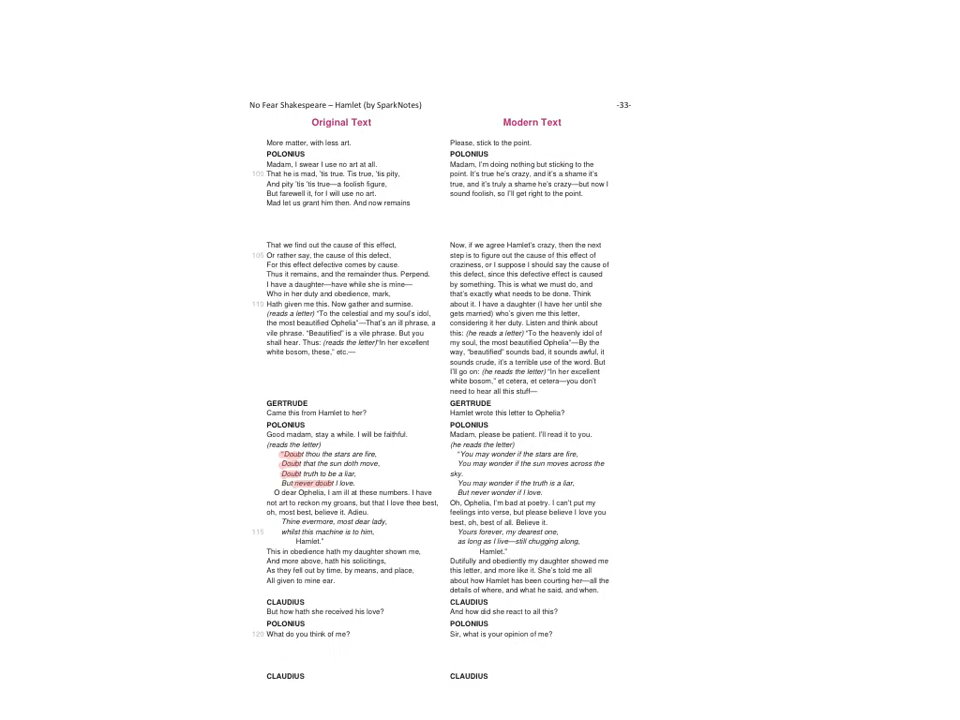 No Fear Shakespeare – Hamlet (by SparkNotes) -33-
Original Text
More matter, with less art.
POLONIUS
Madam, I swear I use no art at all.
100 That he is mad, 'tis true. Tis true, 'tis pity,
And pity 'tis 'tis true—a foolish figure,
But farewell it, for I will use no art.
Mad let us grant him then. And now remains
That we find out the cause of this effect,
105 Or rather say, the cause of this defect,
For this effect defective comes by cause.
Thus it remains, and the remainder thus. Perpend.
I have a daughter—have while she is mine—
Who in her duty and obedience, mark,
110 Hath given me this. Now gather and surmise.
(reads a letter) “To the celestial and my soul's idol,
the most beautified Ophelia”—That's an ill phrase, a
vile phrase. “Beautified” is a vile phrase. But you
shall hear. Thus: (reads the letter)“In her excellent
white bosom, these,” etc.—
GERTRUDE
Came this from Hamlet to her?
POLONIUS
Good madam, stay a while. I will be faithful.
(reads the letter)
“Doubt thou the stars are fire,
Doubt that the sun doth move,
Doubt truth to be a liar,
But never doubt I love.
O dear Ophelia, I am ill at these numbers. I have
not art to reckon my groans, but that I love thee best,
oh, most best, believe it. Adieu.
Thine evermore, most dear lady,
115 whilst this machine is to him,
Hamlet.”
This in obedience hath my daughter shown me,
And more above, hath his solicitings,
As they fell out by time, by means, and place,
All given to mine ear.
CLAUDIUS
But how hath she received his love?
POLONIUS
120 What do you think of me?
CLAUDIUS
Modern Text
Please, stick to the point.
POLONIUS
Madam, I'm doing nothing but sticking to the
point. It's true he's crazy, and it's a shame it's
true, and it's truly a shame he's crazy—but now I
sound foolish, so I'll get right to the point.
Now, if we agree Hamlet's crazy, then the next
step is to figure out the cause of this effect of
craziness, or I suppose I should say the cause of
this defect, since this defective effect is caused
by something. This is what we must do, and
that's exactly what needs to be done. Think
about it. I have a daughter (I have her until she
gets married) who's given me this letter,
considering it her duty. Listen and think about
this: (he reads a letter) “To the heavenly idol of
my soul, the most beautified Ophelia”—By the
way, “beautified” sounds bad, it sounds awful, it
sounds crude, it's a terrible use of the word. But
I'll go on: (he reads the letter) “In her excellent
white bosom,” et cetera, et cetera—you don't
need to hear all this stuff—
GERTRUDE
Hamlet wrote this letter to Ophelia?
POLONIUS
Madam, please be patient. I'll read it to you.
(he reads the letter)
“You may wonder if the stars are fire,
You may wonder if the sun moves across the
sky.
You may wonder if the truth is a liar,
But never wonder if I love.
Oh, Ophelia, I'm bad at poetry. I can't put my
feelings into verse, but please believe I love you
best, oh, best of all. Believe it.
Yours forever, my dearest one,
as long as I live—still chugging along,
Hamlet.”
Dutifully and obediently my daughter showed me
this letter, and more like it. She's told me all
about how Hamlet has been courting her—all the
details of where, and what he said, and when.
CLAUDIUS
And how did she react to all this?
POLONIUS
Sir, what is your opinion of me?
CLAUDIUS